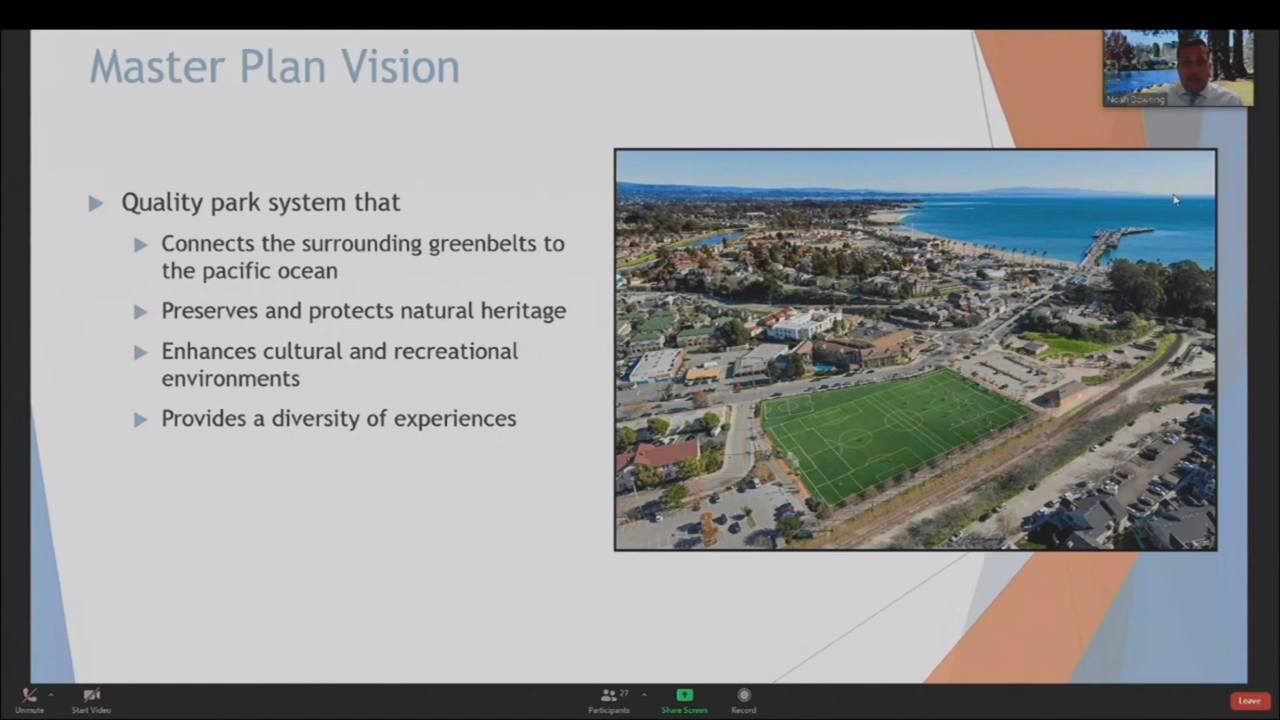 Master Plan Vision
Noah Downing
Quality park system that
Connects the surrounding greenbelts to
the pacific ocean
Preserves and protects natural heritage
Enhances cultural and recreational
environments
Provides a diversity of experiences
Unmute
Start Video
27
Participants
Share Screen
Record
Leave